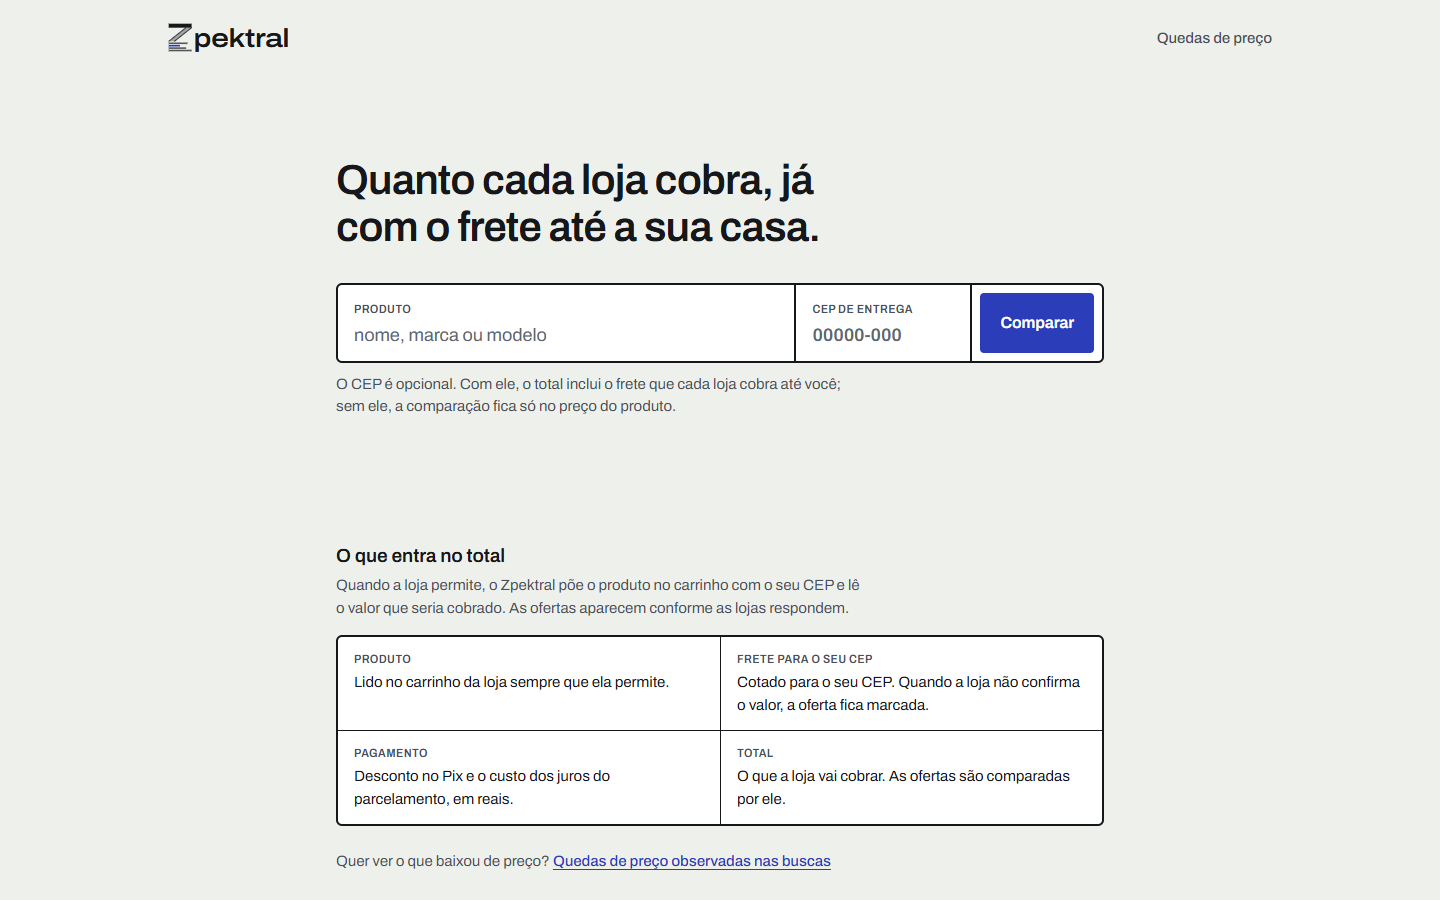 Zpektral
Quedas de preço
Quanto cada loja cobra, já
com o frete até a sua casa.
PRODUTO
nome, marca ou modelo
CEP DE ENTREGA
00000-000
Comparar
O CEP é opcional. Com ele, o total inclui o frete que cada loja cobra até você;
sem ele, a comparação fica só no preço do produto.
O que entra no total
Quando a loja permite, o Zpektral põe o produto no carrinho com o seu CEP e lê
o valor que seria cobrado. As ofertas aparecem conforme as lojas respondem.
PRODUTO
Lido no carrinho da loja sempre que ela permite.
FRETE PARA O SEU CEP
Cotado para o seu CEP. Quando a loja não confirma
o valor, a oferta fica marcada.
PAGAMENTO
Desconto no Pix e o custo dos juros do
parcelamento, em reais.
TOTAL
O que a loja vai cobrar. As ofertas são comparadas
por ele.
Quer ver o que baixou de preço? Quedas de preço observadas nas buscas